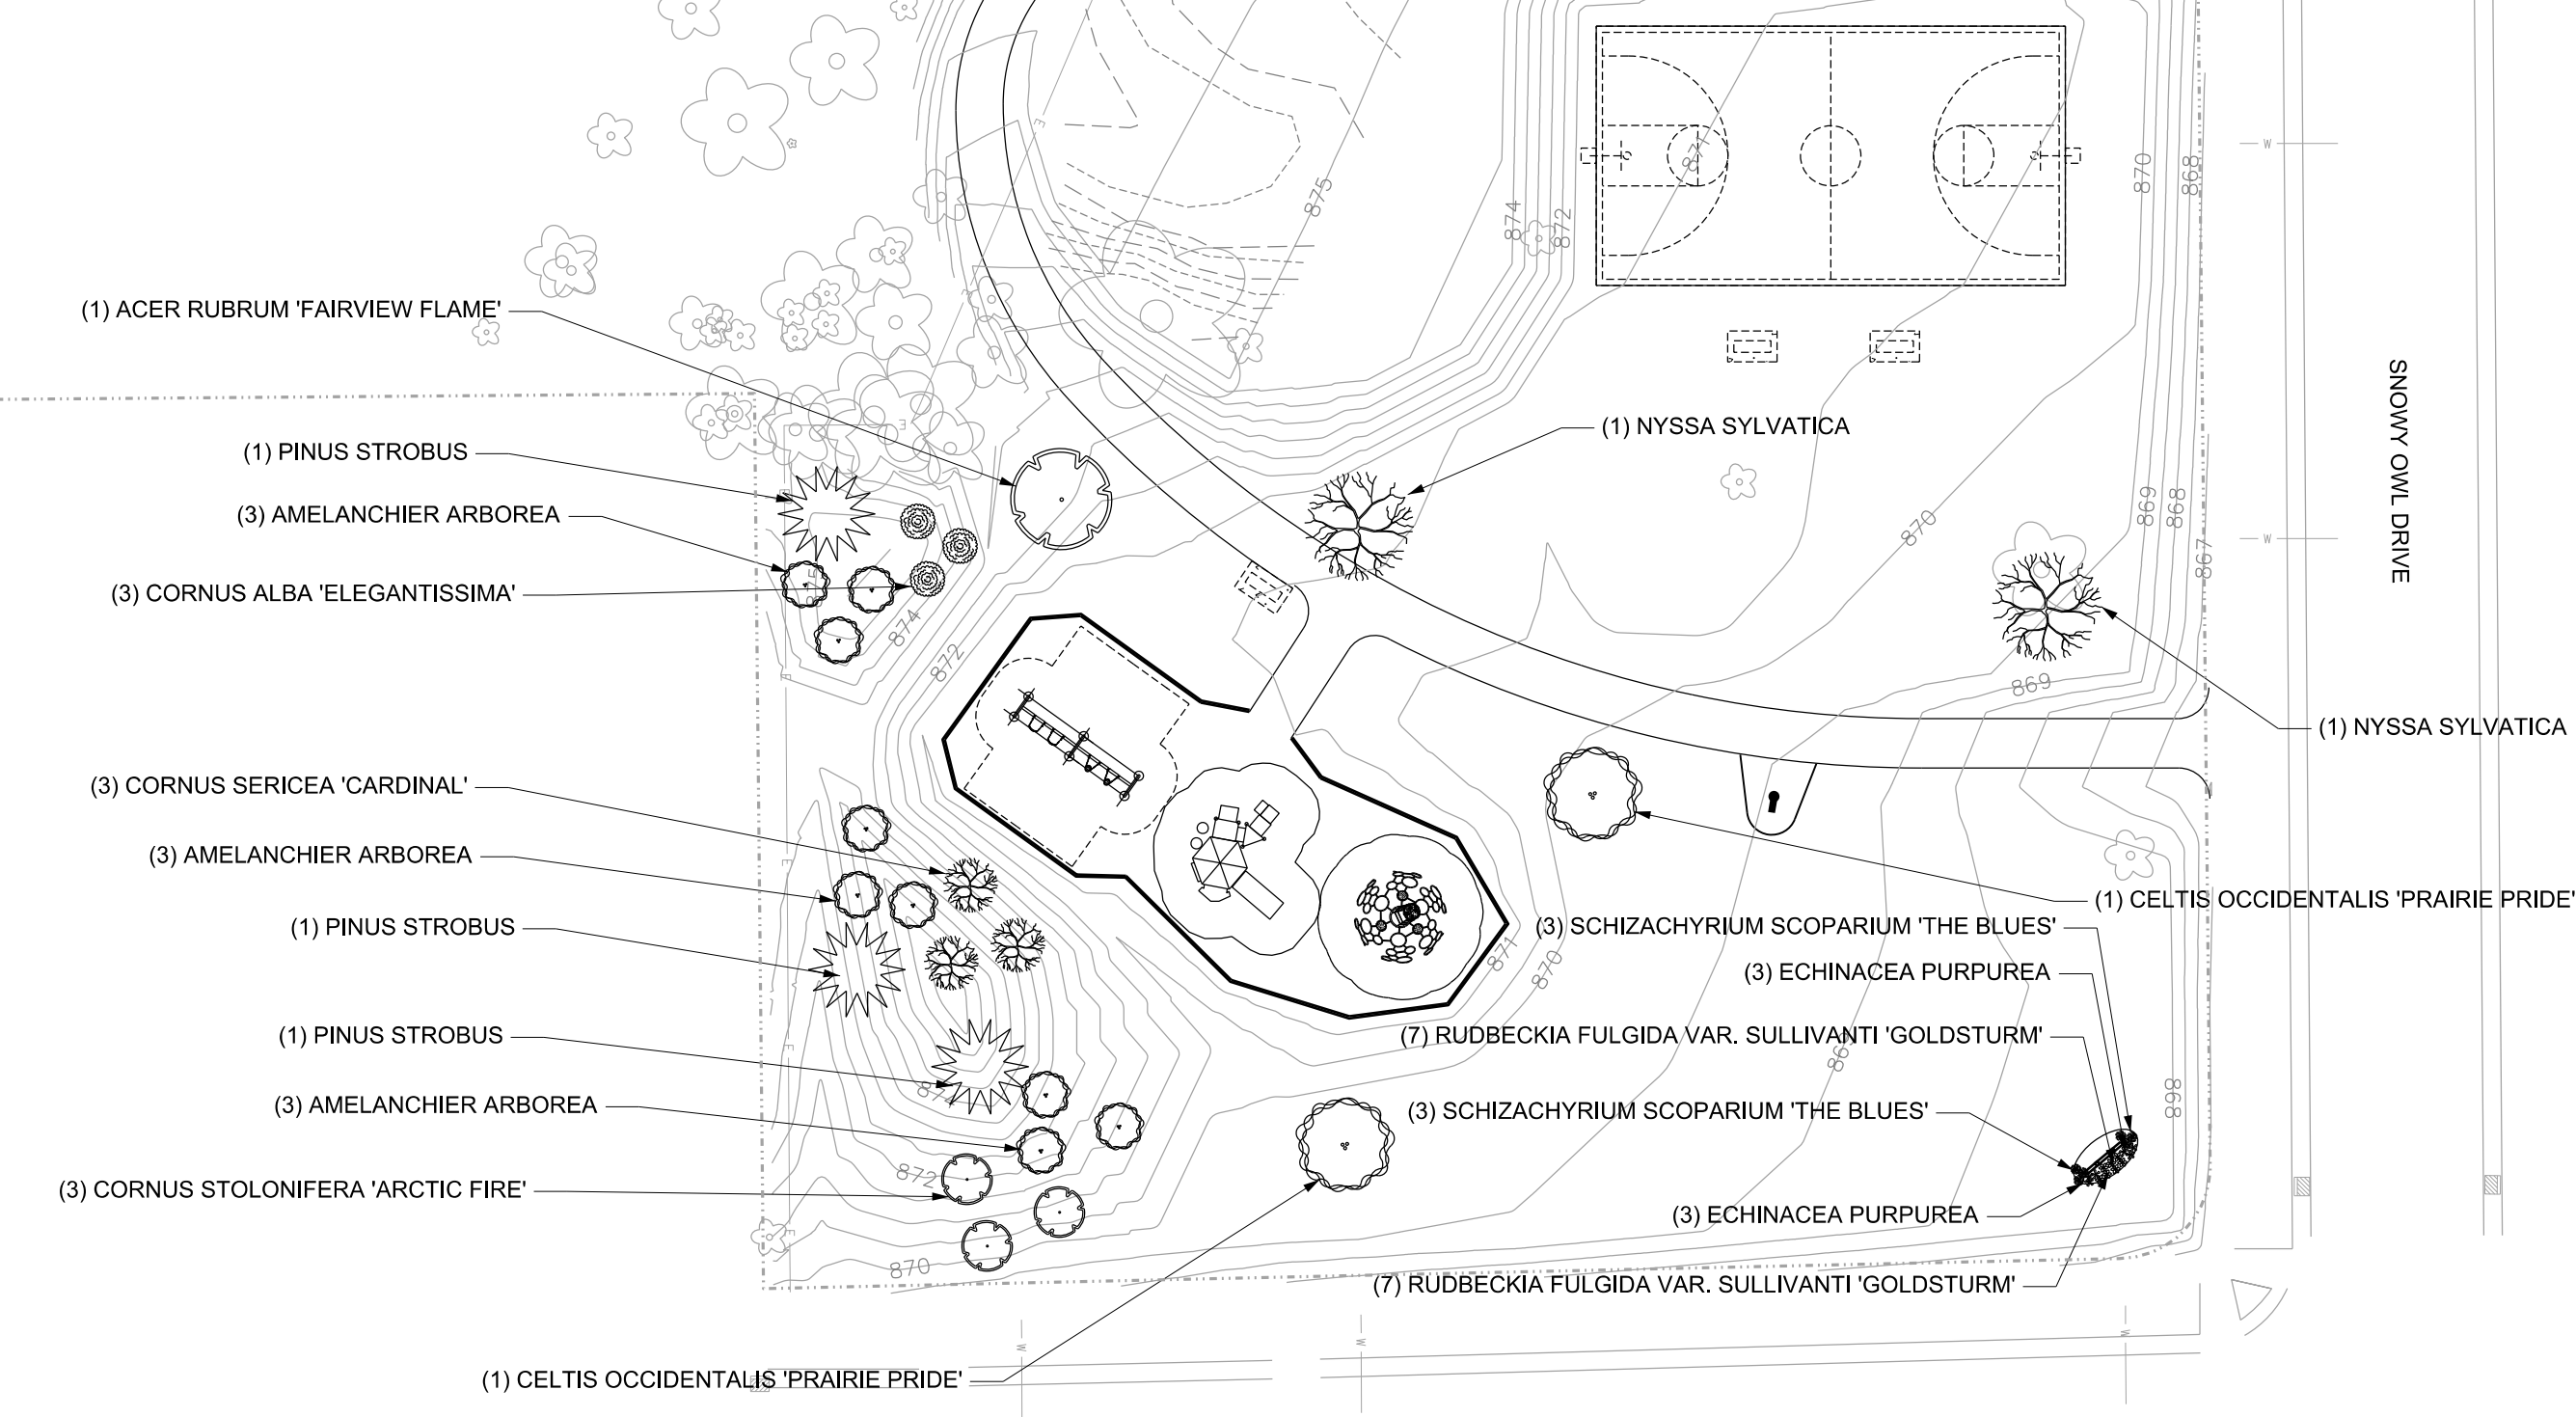 (1) ACER RUBRUM 'FAIRVIEW FLAME'
(1) PINUS STROBUS
(3) AMELANCHIER ARBOREA
(3) CORNUS ALBA 'ELEGANTISSIMA'
(3) CORNUS SERICEA 'CARDINAL'
(3) AMELANCHIER ARBOREA
(1) PINUS STROBUS
(1) PINUS STROBUS
(3) AMELANCHIER ARBOREA
(3) CORNUS STOLONIFERA 'ARCTIC FIRE'
(1) CELTIS OCCIDENTALIS 'PRAIRIE PRIDE'
(1) NYSSA SYLVATICA
(1) NYSSA SYLVATICA
(1) CELTIS OCCIDENTALIS 'PRAIRIE PRIDE'
(3) SCHIZACHYRIUM SCOPARIUM 'THE BLUES'
(3) ECHINACEA PURPUREA
(7) RUDBECKIA FULGIDA VAR. SULLIVANTI 'GOLDSTURM'
(3) SCHIZACHYRIUM SCOPARIUM 'THE BLUES'
(3) ECHINACEA PURPUREA
(7) RUDBECKIA FULGIDA VAR. SULLIVANTI 'GOLDSTURM'
SNOWY OWL DRIVE
875
874
872
871
870
868
869
868
867
870
869
874
872
871
870
869
868
872
870
W
W
W
W
W
E
E
E
E
E
E